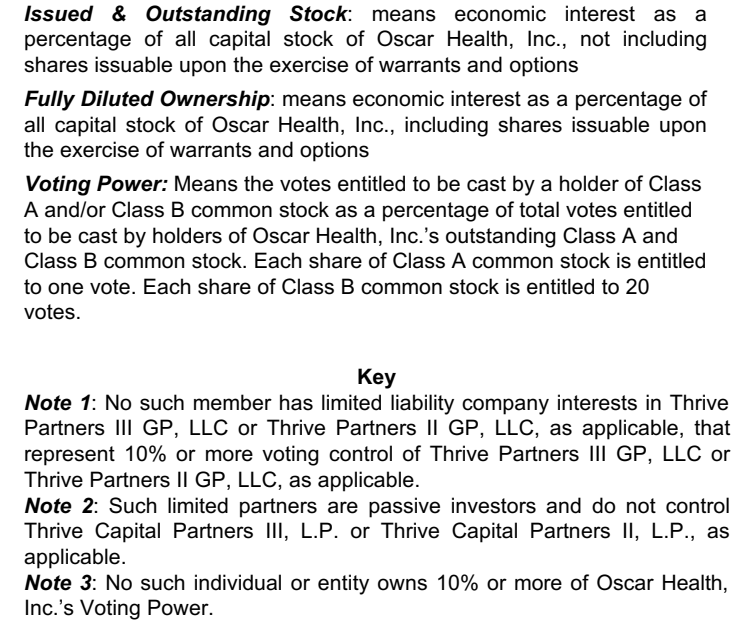 Issued & Outstanding Stock: means economic interest as a
percentage of all capital stock of Oscar Health, Inc., not including
shares issuable upon the exercise of warrants and options
Fully Diluted Ownership: means economic interest as a percentage of
all capital stock of Oscar Health, Inc., including shares issuable upon
the exercise of warrants and options
Voting Power: Means the votes entitled to be cast by a holder of Class
A and/or Class B common stock as a percentage of total votes entitled
to be cast by holders of Oscar Health, Inc.’s outstanding Class A and
Class B common stock. Each share of Class A common stock is entitled
to one vote. Each share of Class B common stock is entitled to 20
votes.
Key
Note 1: No such member has limited liability company interests in Thrive
Partners III GP, LLC or Thrive Partners II GP, LLC, as applicable, that
represent 10% or more voting control of Thrive Partners III GP, LLC or
Thrive Partners II GP, LLC, as applicable.
Note 2: Such limited partners are passive investors and do not control
Thrive Capital Partners III, L.P. or Thrive Capital Partners II, L.P., as
applicable.
Note 3: No such individual or entity owns 10% or more of Oscar Health,
Inc.’s Voting Power.